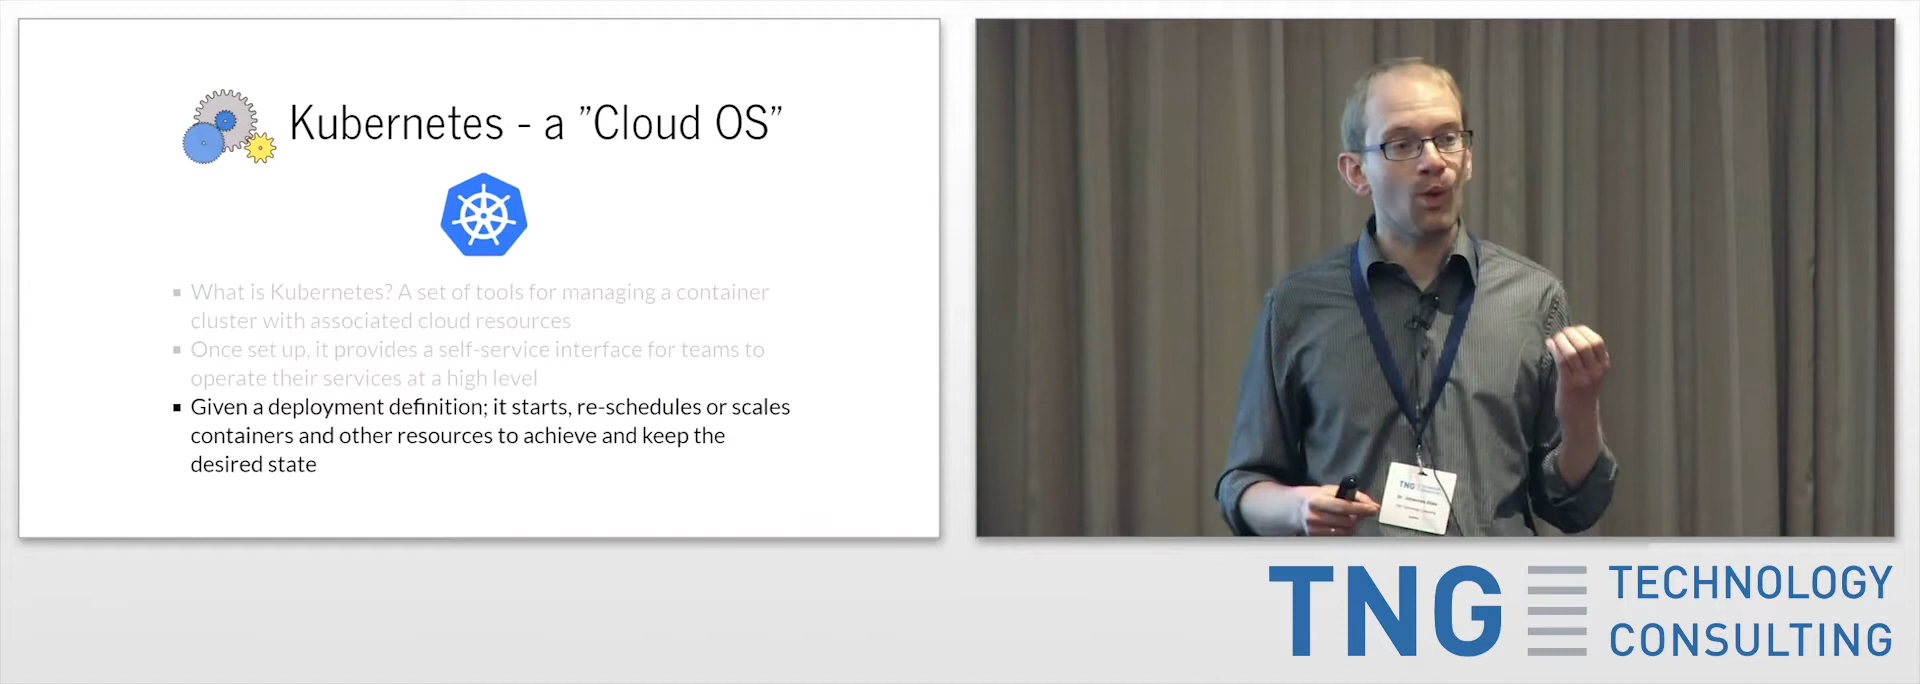 Kubernetes - a ”Cloud OS”
▪ What is Kubernetes? A set of tools for managing a container
cluster with associated cloud resources
▪ Once set up, it provides a self-service interface for teams to
operate their services at a high level
▪ Given a deployment definition; it starts, re-schedules or scales
containers and other resources to achieve and keep the
desired state
TNG
TNG TECHNOLOGY
CONSULTING